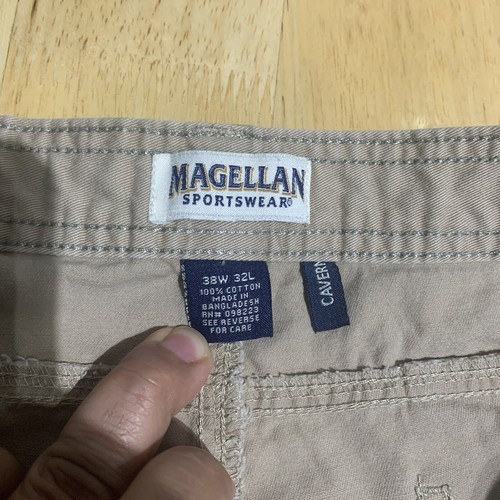 MAGELLAN
SPORTSWEAR®
38W 32L
100% COTTON
MADE IN
BANGLADESH
RN# 098223
SEE REVERSE
FOR CARE
CAVERN